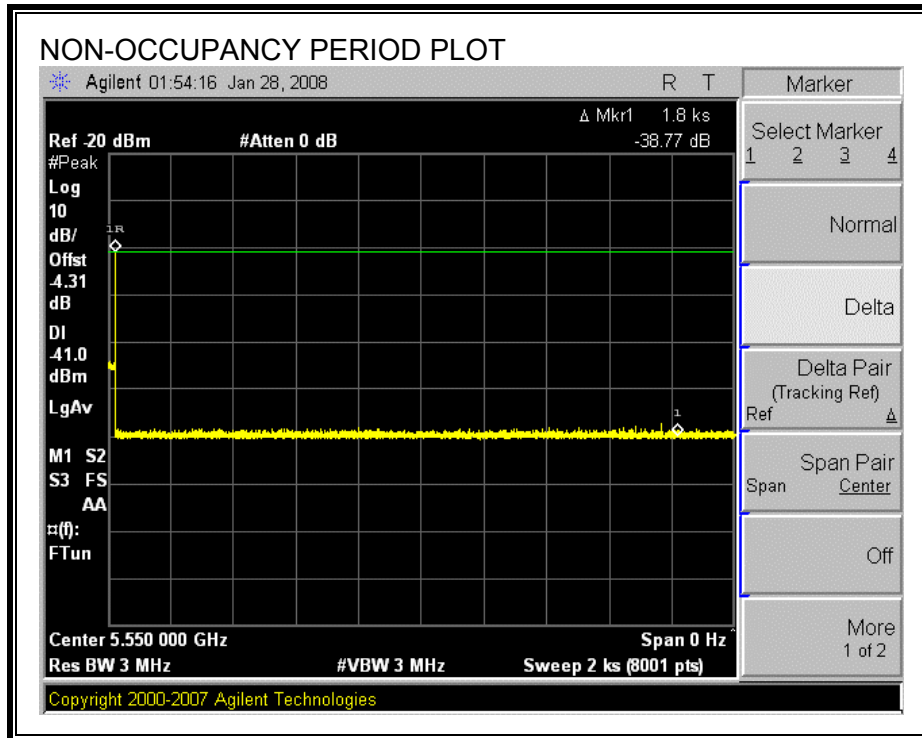 NON-OCCUPANCY PERIOD PLOT
Agilent 01:54:16 Jan 28, 2008 R T
Δ Mkr1 1.8 ks
Ref -20 dBm #Atten 0 dB -38.77 dB
#Peak
Log
10
dB/
Offst
-4.31
dB
DI
-41.0
dBm
LgAv
M1 S2
S3 FS
AA
¤(f):
FTun
1R
1
Center 5.550 000 GHz Span 0 Hz^
Res BW 3 MHz #VBW 3 MHz Sweep 2 ks (8001 pts)
Copyright 2000-2007 Agilent Technologies
Marker
Select Marker
1 2 3 4
Normal
Delta
Delta Pair
(Tracking Ref)
Ref Δ
Span Pair
Span Center
Off
More
1 of 2